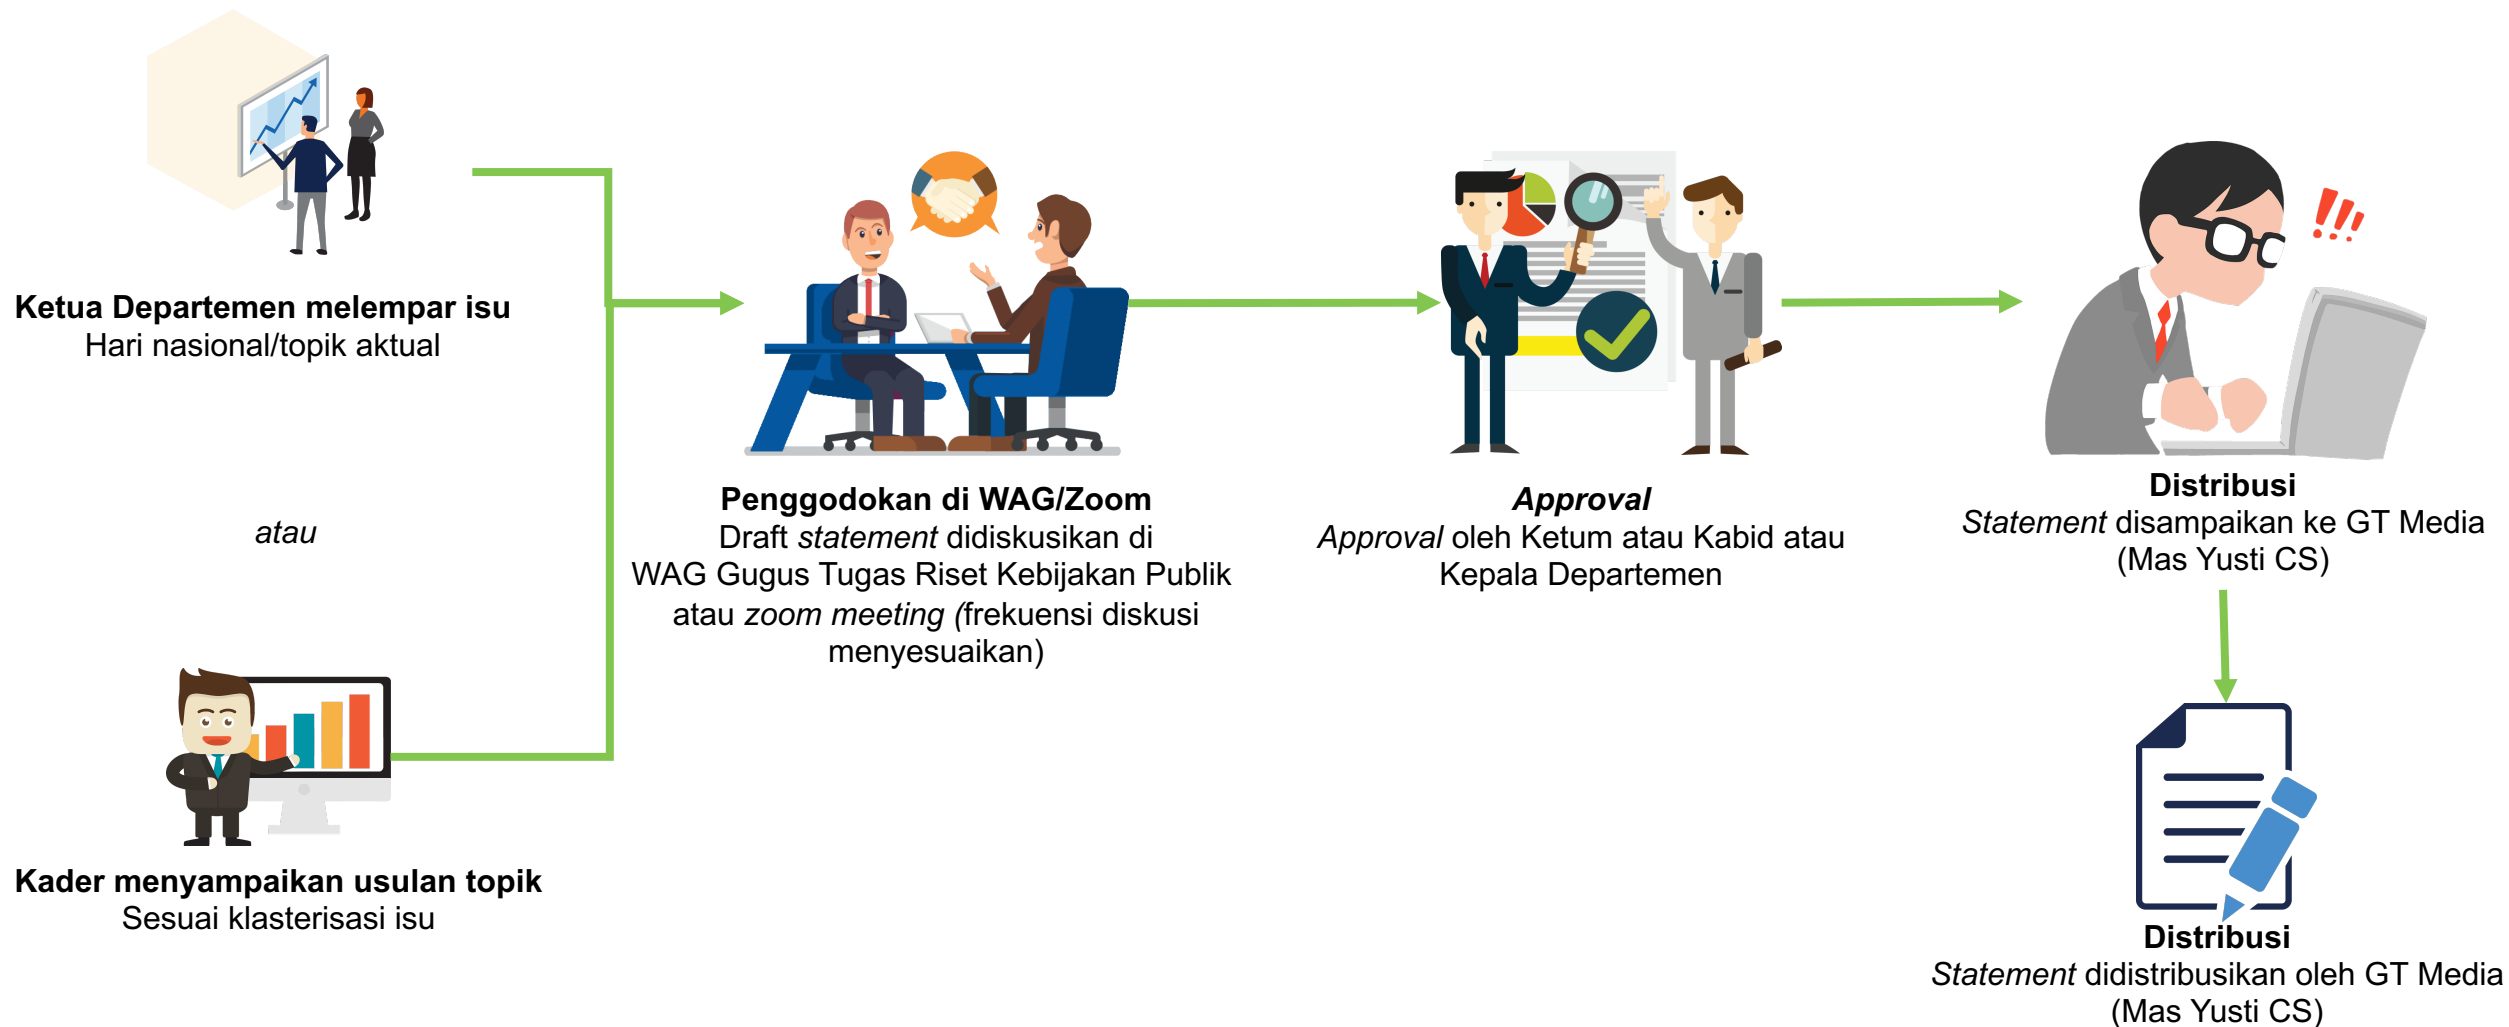 Ketua Departemen melempar isu
Hari nasional/topik aktual
atau
Kader menyampaikan usulan topik
Sesuai klasterisasi isu
Penggodokan di WAG/Zoom
Draft statement didiskusikan di
WAG Gugus Tugas Riset Kebijakan Publik
atau zoom meeting (frekuensi diskusi
menyesuaikan)
Approval
Approval oleh Ketum atau Kabid atau
Kepala Departemen
!!!
Distribusi
Statement disampaikan ke GT Media
(Mas Yusti CS)
Distribusi
Statement didistribusikan oleh GT Media
(Mas Yusti CS)